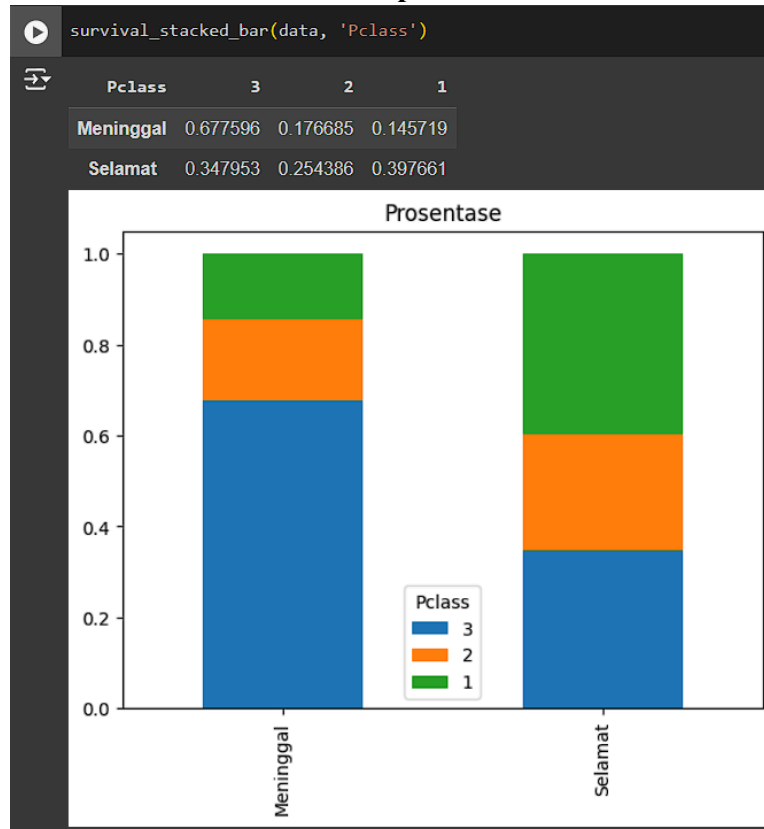 survival_stacked_bar(data, 'Pclass')
Pclass 3 2 1
Meninggal 0.677596 0.176685 0.145719
Selamat 0.347953 0.254386 0.397661
Prosentase
1.0
0.8
0.6
0.4
0.2
0.0
Pclass
3
2
1
Meninggal
Selamat